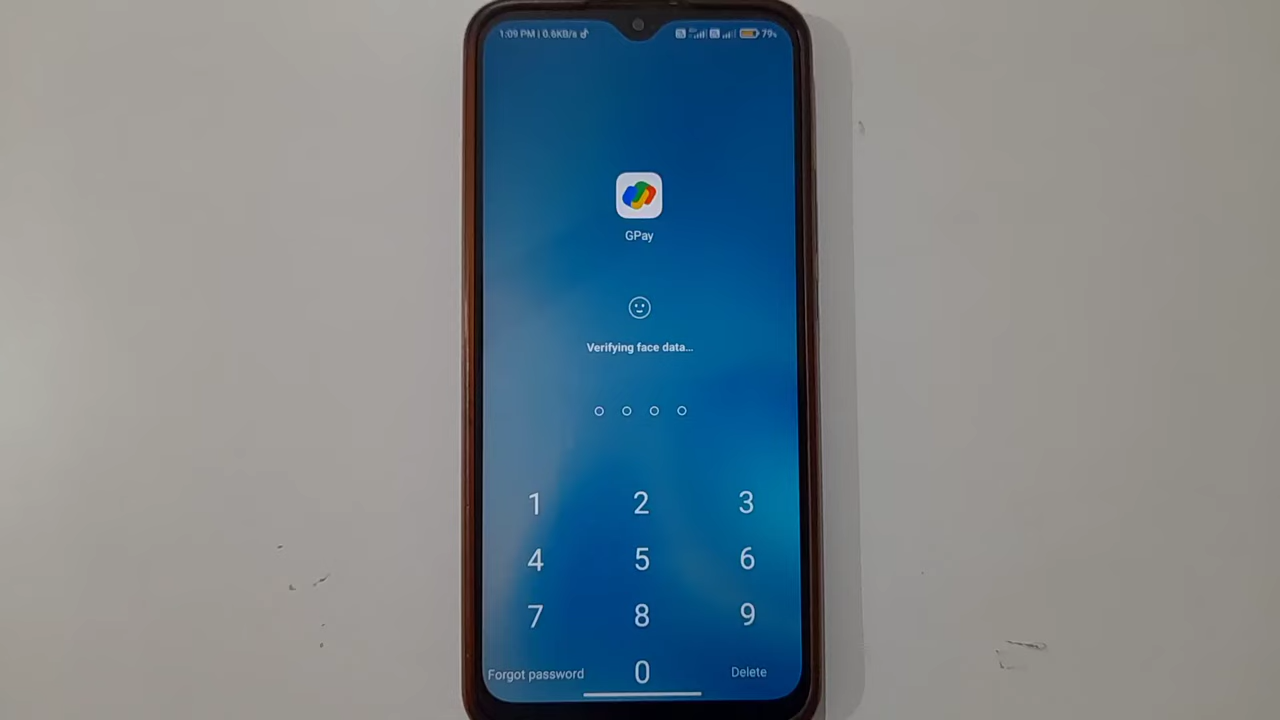 1:09 PM | 0.6KB/s 79%
GPay
Verifying face data...
1 2 3
4 5 6
7 8 9
Forgot password 0 Delete